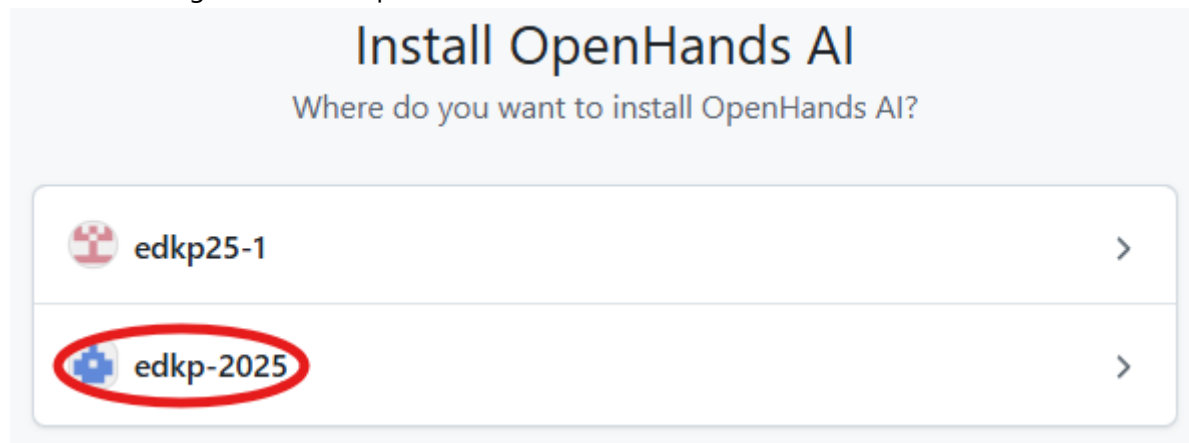 Install OpenHands AI
Where do you want to install OpenHands AI?
edkp25-1
edkp-2025